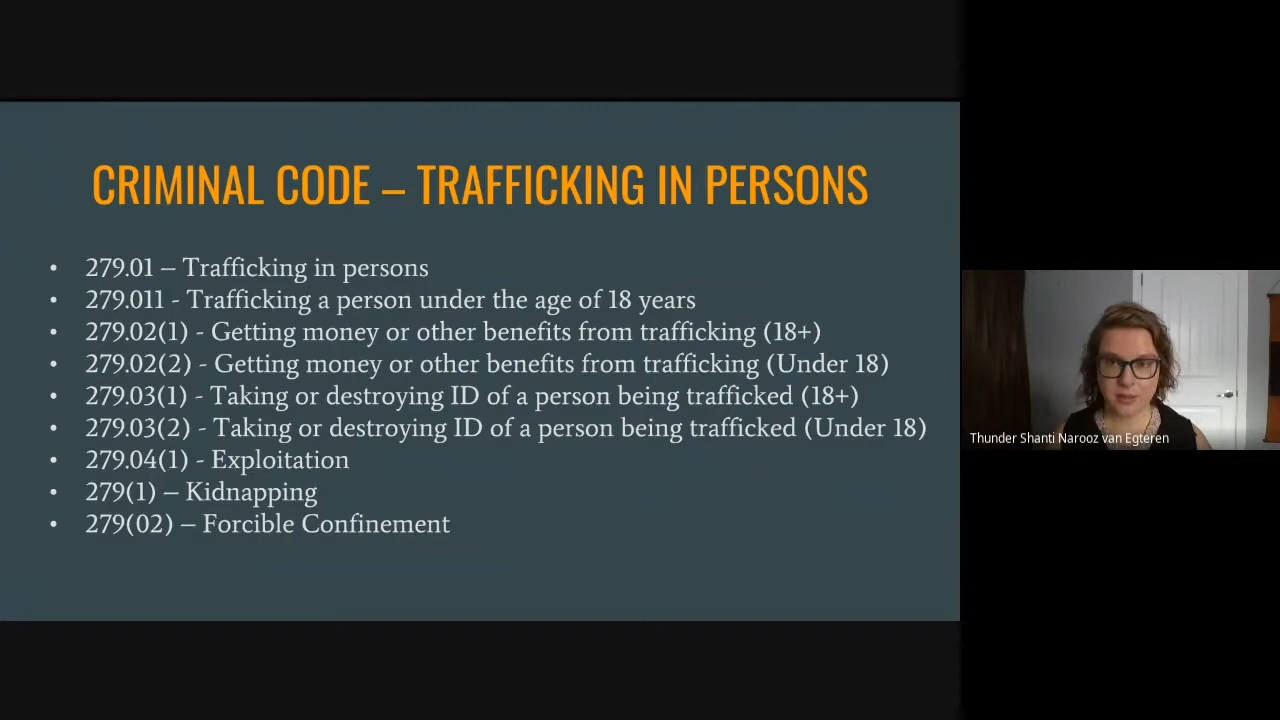 CRIMINAL CODE – TRAFFICKING IN PERSONS
• 279.01 – Trafficking in persons
• 279.011 - Trafficking a person under the age of 18 years
• 279.02(1) - Getting money or other benefits from trafficking (18+)
• 279.02(2) - Getting money or other benefits from trafficking (Under 18)
• 279.03(1) - Taking or destroying ID of a person being trafficked (18+)
• 279.03(2) - Taking or destroying ID of a person being trafficked (Under 18)
• 279.04(1) - Exploitation
• 279(1) – Kidnapping
• 279(02) – Forcible Confinement
Thunder Shanti Narooz van Egteren